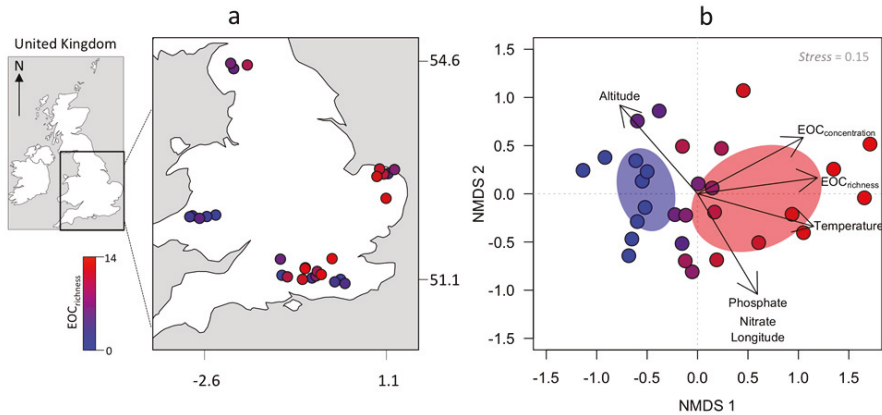 a
United Kingdom
N
54.6
51.1
-2.6
1.1
14
0
EOCrichness
b
Stress = 0.15
1.5
1.0
0.5
0.0
-0.5
-1.0
-1.5
NMDS 2
Altitude
EOCconcentration
EOCrichness
Temperature
Phosphate
Nitrate
Longitude
-1.5
-1.0
-0.5
0.0
0.5
1.0
1.5
NMDS 1